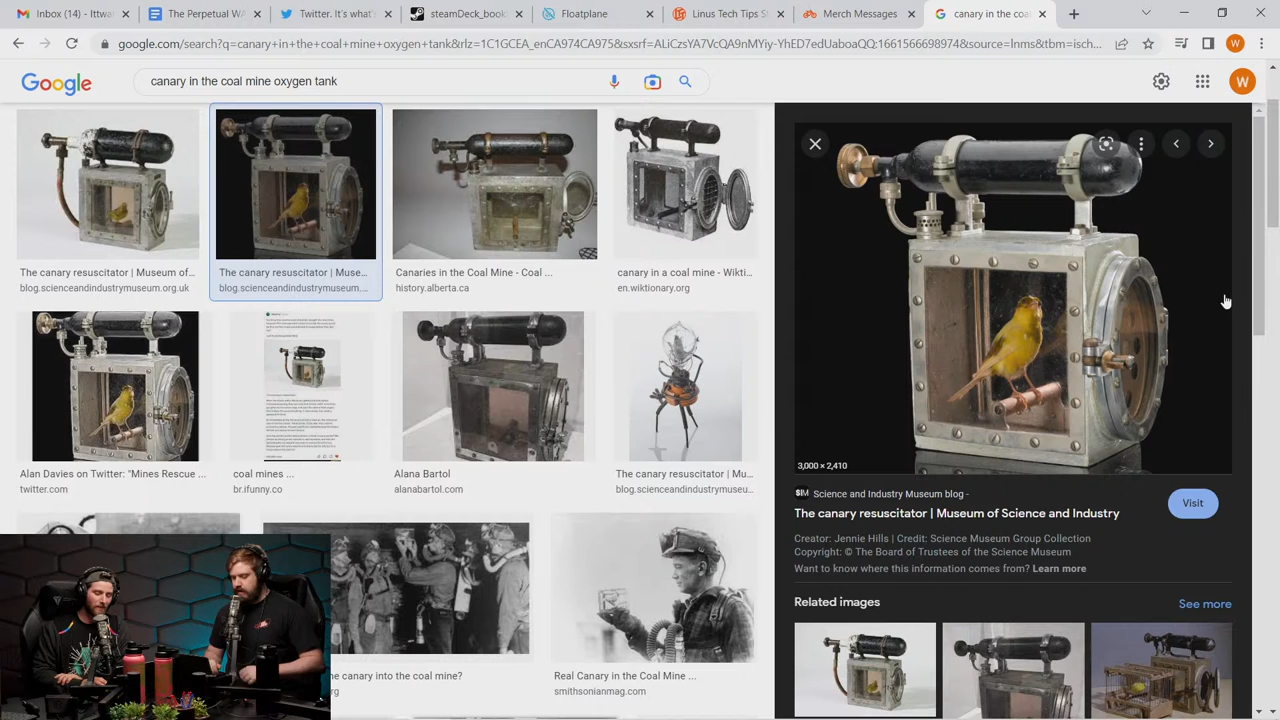 Inbox (14) - lttwar
The Perpetual WA
Twitter. It's what's
steamDeck_book
Floatplane
Linus Tech Tips St
Merch Messages
canary in the coal
google.com/search?q=canary+in+the+coal+mine+oxygen+tank&rlz=1C1GCEA_enCA974CA975&sxsrf=ALiCzsYA7VcQA9nMYiy-YhED7edUaboaQQ:1661566698974&source=lnms&tbm=isch...
W
Google
canary in the coal mine oxygen tank
W
The canary resuscitator | Museum of...
blog.scienceandindustrymuseum.org.uk
The canary resuscitator | Muse...
blog.scienceandindustrymuseum....
Canaries in the Coal Mine - Coal ...
history.alberta.ca
canary in a coal mine - Wikti...
en.wiktionary.org
Alan Davies on Twitter: "Mines Rescue ...
twitter.com
coal mines ...
br.ifunny.co
Alana Bartol
alanabartol.com
The canary resuscitator | Mu...
blog.scienceandindustrymuseu...
the canary into the coal mine?
rg
Real Canary in the Coal Mine ...
smithsonianmag.com
3,000 × 2,410
SIM Science and Industry Museum blog -
Visit
The canary resuscitator | Museum of Science and Industry
Creator: Jennie Hills | Credit: Science Museum Group Collection
Copyright: © The Board of Trustees of the Science Museum
Want to know where this information comes from? Learn more
Related images
See more